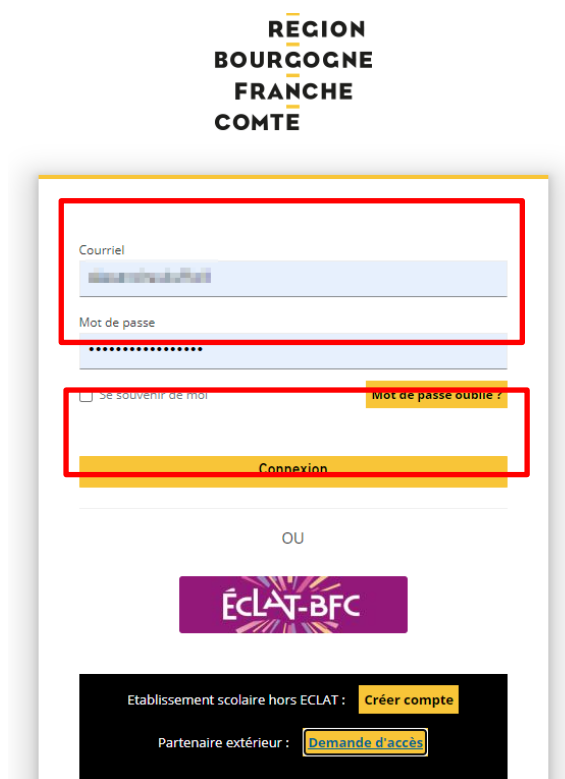 REGION
BOURGOGNE
FRANCHE
COMTE
Courriel
Mot de passe
•••••••••••••••••
Se souvenir de moi
Mot de passe oublié ?
Connexion
OU
ÉCLAT-BFC
Etablissement scolaire hors ECLAT : Créer compte
Partenaire extérieur : Demande d'accès